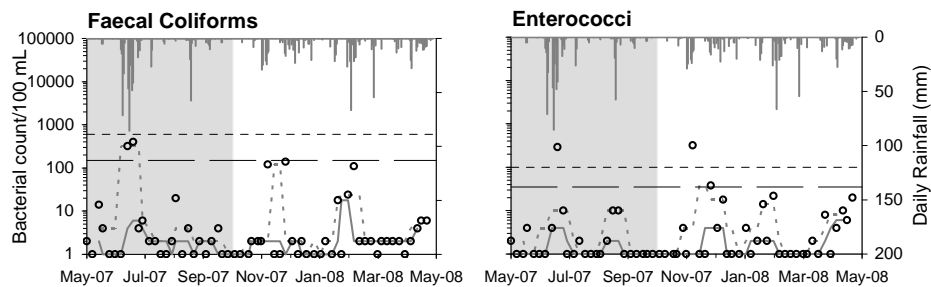 Faecal Coliforms
Enterococci
Bacterial count/100 mL
100000
10000
1000
100
10
1
May-07 Jul-07 Sep-07 Nov-07 Jan-08 Mar-08 May-08
May-07 Jul-07 Sep-07 Nov-07 Jan-08 Mar-08 May-08
0
50
100
150
200
Daily Rainfall (mm)